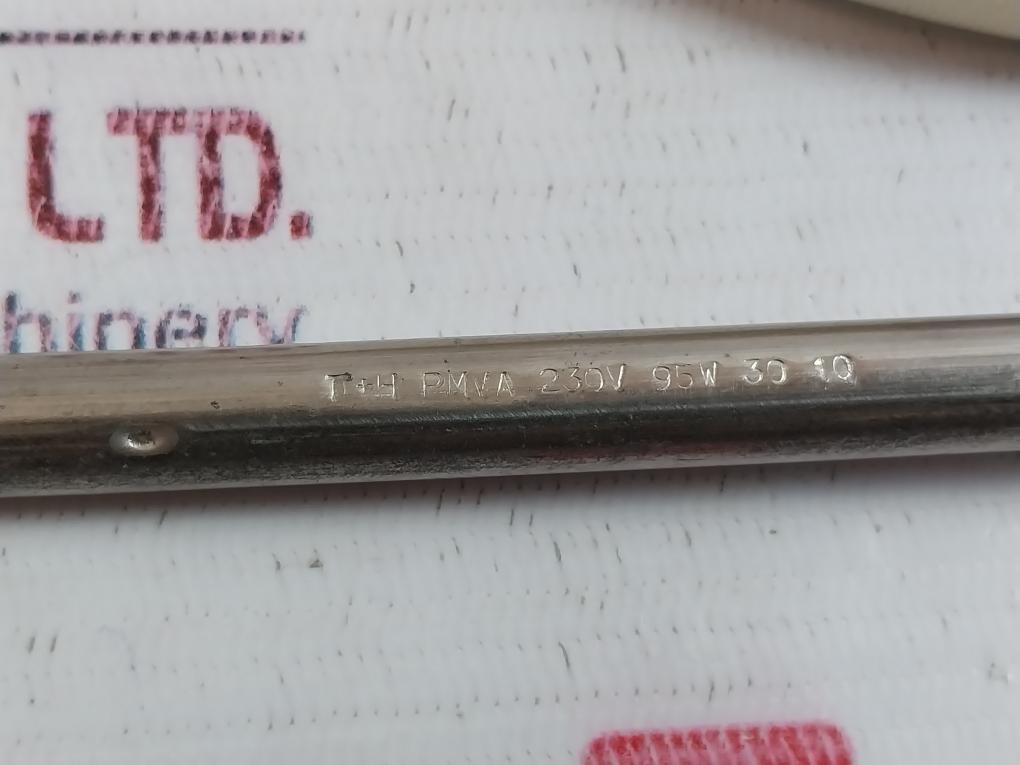 LTD.
hinery
T+H PMVA 230V 95W 30 10